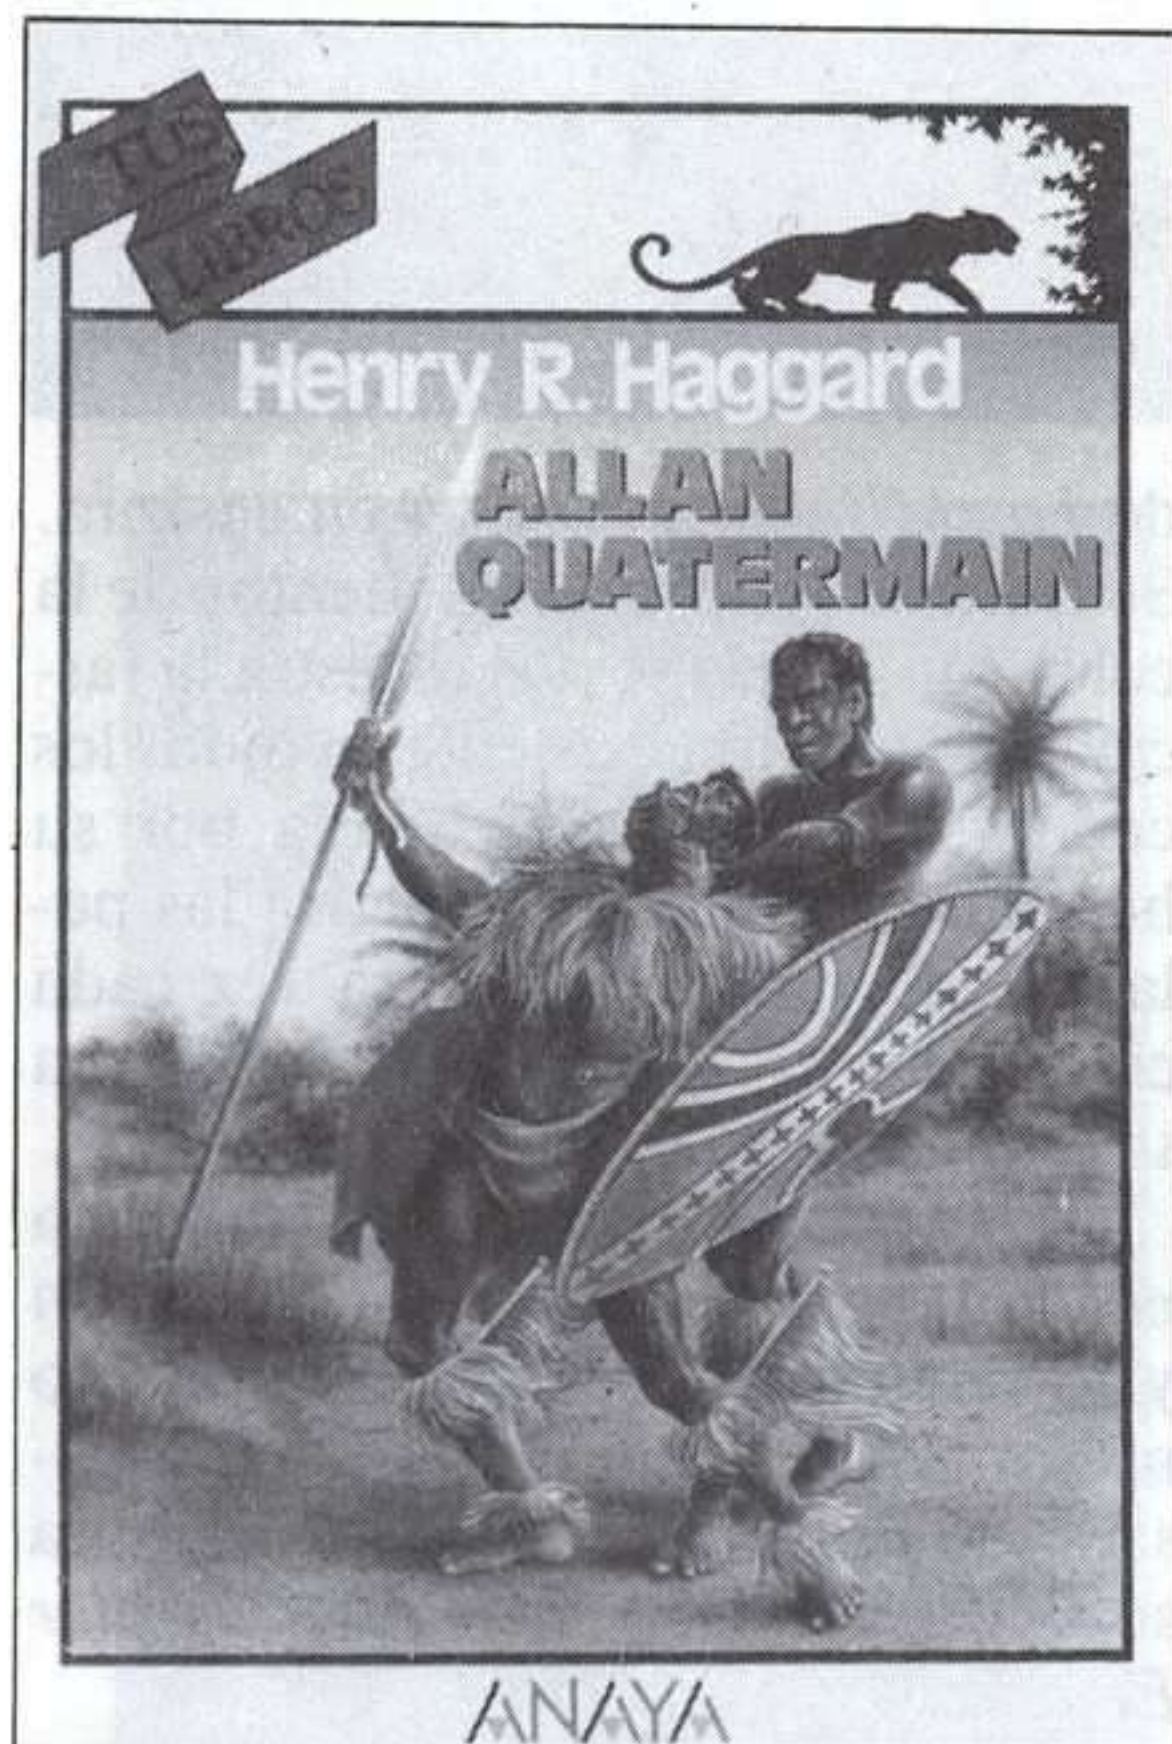 TUS
LIBROS
Henry R. Haggard
ALLAN
QUATERMAIN
ANAYA